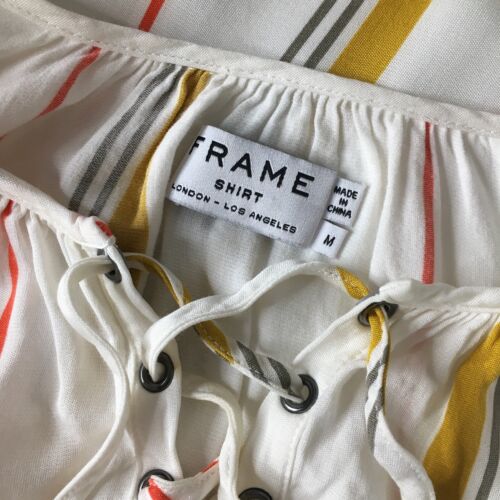 FRAME
SHIRT
LONDON - LOS ANGELES
MADE
IN
CHINA
M